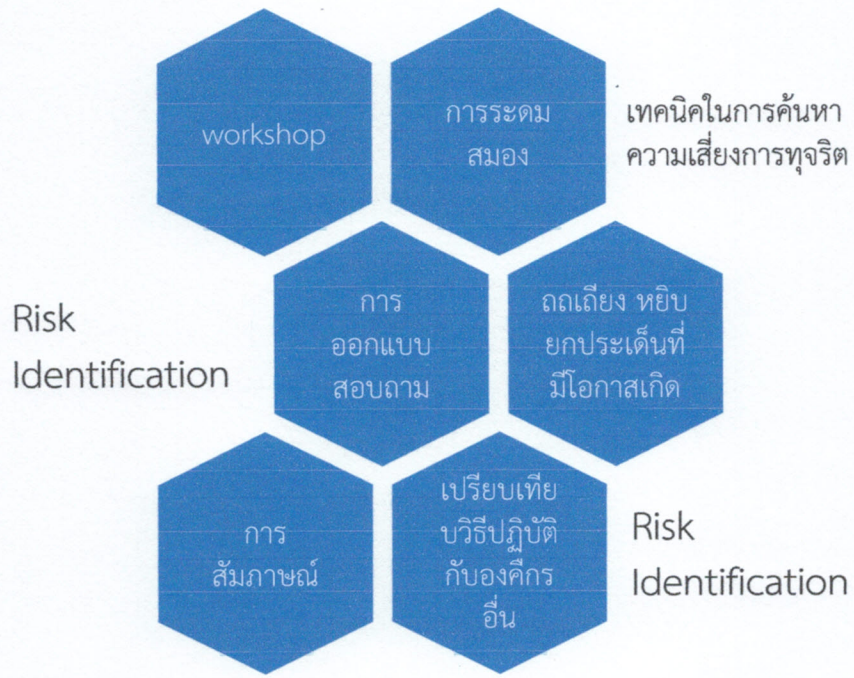 workshop
การระดม
สมอง
เทคนิคในการค้นหา
ความเสี่ยงการทุจริต
Risk
Identification
การ
ออกแบบ
สอบถาม
ถถเถียง หยิบ
ยกประเด็นที่
มีโอกาสเกิด
การ
สัมภาษณ์
เปรียบเทีย
บวิธีปฏิบัติ
กับองค์กร
อื่น
Risk
Identification